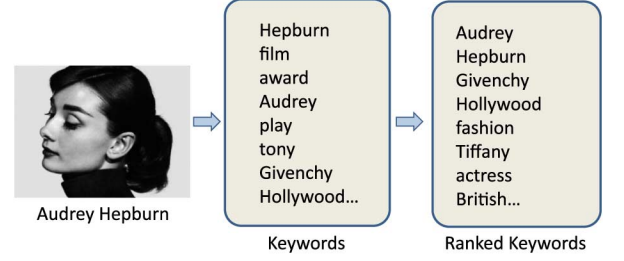 Audrey Hepburn
Hepburn
film
award
Audrey
play
tony
Givenchy
Hollywood...
Keywords
Audrey
Hepburn
Givenchy
Hollywood
fashion
Tiffany
actress
British...
Ranked Keywords